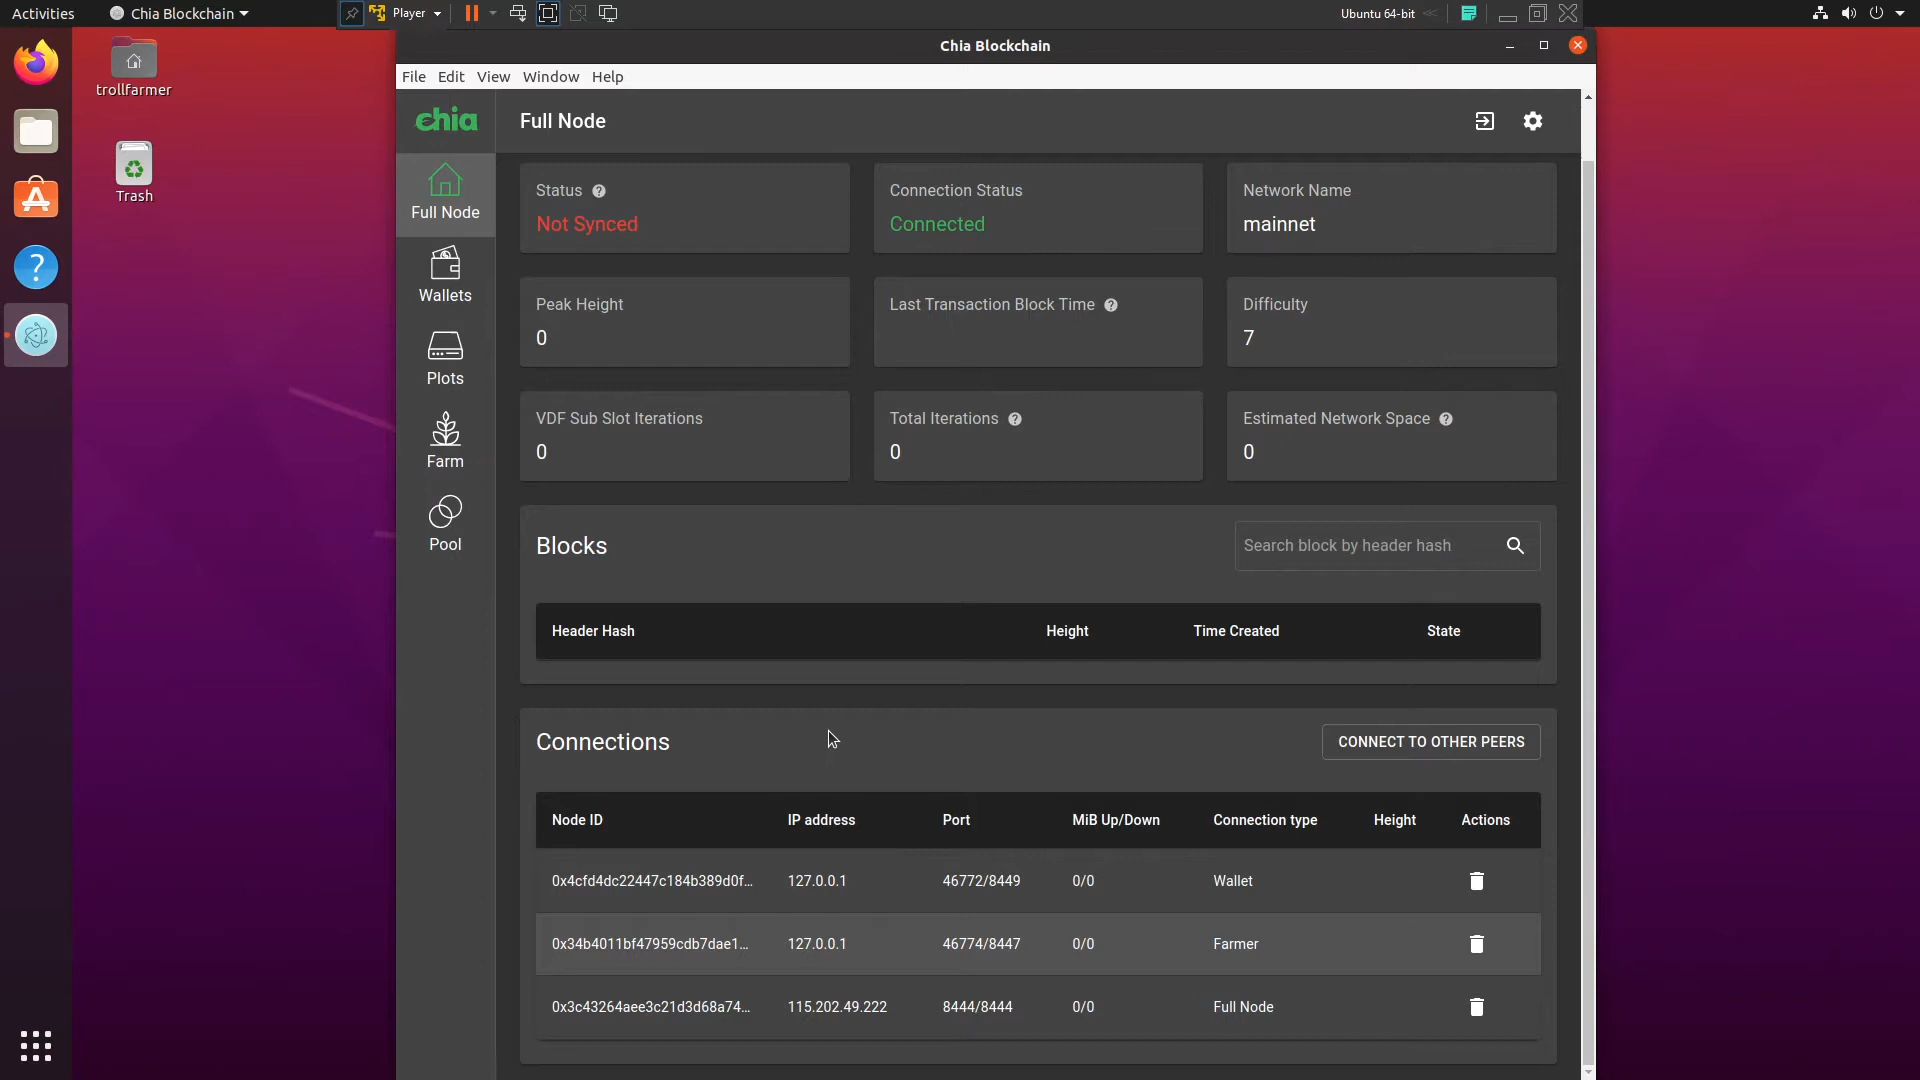 Activities
Chia Blockchain
Player
Ubuntu 64-bit
Chia Blockchain
trollfarmer
Trash
File Edit View Window Help
chia
Full Node
Full Node
Wallets
Plots
Farm
Pool
Status
Not Synced
Connection Status
Connected
Network Name
mainnet
Peak Height
0
Last Transaction Block Time
Difficulty
7
VDF Sub Slot Iterations
0
Total Iterations
0
Estimated Network Space
0
Blocks
Search block by header hash
Header Hash Height Time Created State
Connections
CONNECT TO OTHER PEERS
Node ID IP address Port MiB Up/Down Connection type Height Actions
0x4cfd4dc22447c184b389d0f... 127.0.0.1 46772/8449 0/0 Wallet
0x34b4011bf47959cdb7dae1... 127.0.0.1 46774/8447 0/0 Farmer
0x3c43264aee3c21d3d68a74... 115.202.49.222 8444/8444 0/0 Full Node